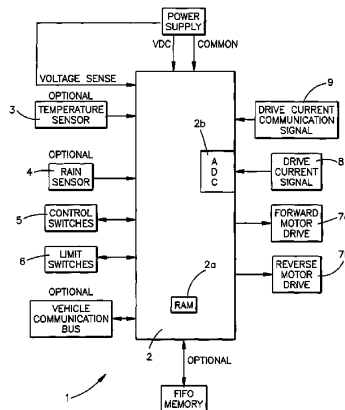 POWER
SUPPLY
VDC
COMMON
VOLTAGE SENSE
OPTIONAL
3
TEMPERATURE
SENSOR
OPTIONAL
4
RAIN
SENSOR
5
CONTROL
SWITCHES
6
LIMIT
SWITCHES
OPTIONAL
VEHICLE
COMMUNICATION
BUS
2b
A
D
C
2a
RAM
2
9
DRIVE CURRENT
COMMUNICATION
SIGNAL
8
DRIVE
CURRENT
SIGNAL
7a
FORWARD
MOTOR
DRIVE
7b
REVERSE
MOTOR
DRIVE
OPTIONAL
1
FIFO
MEMORY